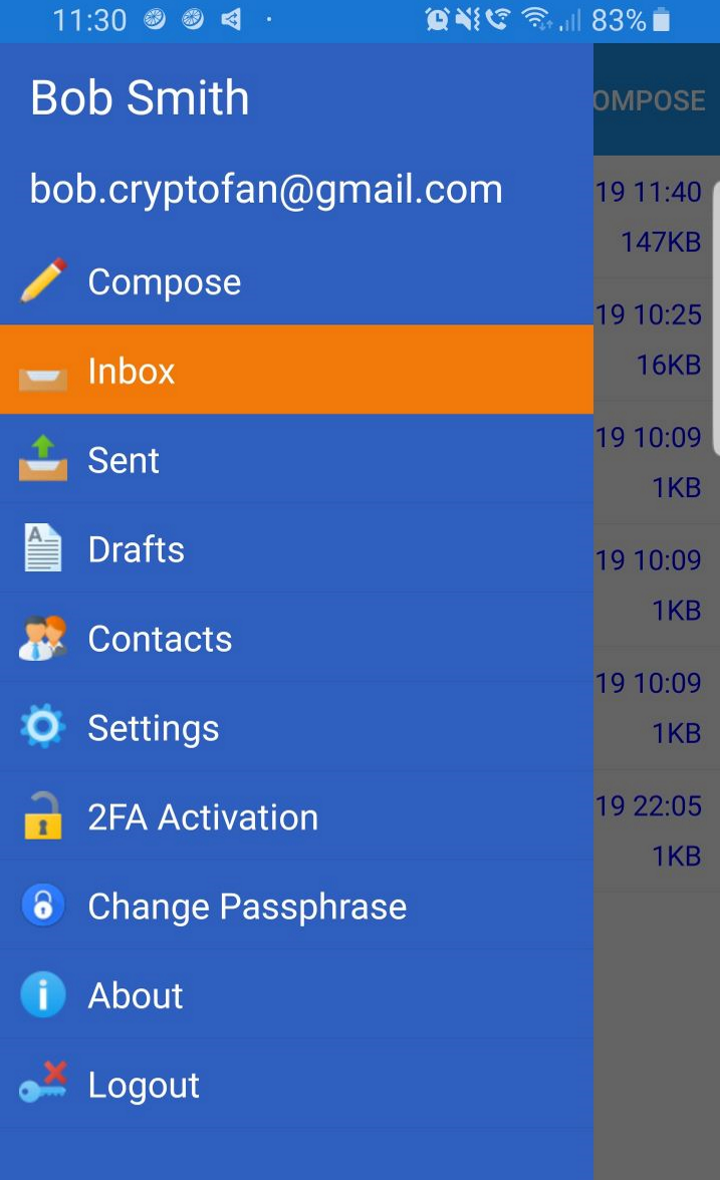 11:30
83%
Bob Smith
OMPOSE
bob.cryptofan@gmail.com
19 11:40
147KB
Compose
19 10:25
Inbox
16KB
19 10:09
Sent
1KB
Drafts
19 10:09
1KB
Contacts
19 10:09
Settings
1KB
2FA Activation
19 22:05
1KB
Change Passphrase
About
Logout